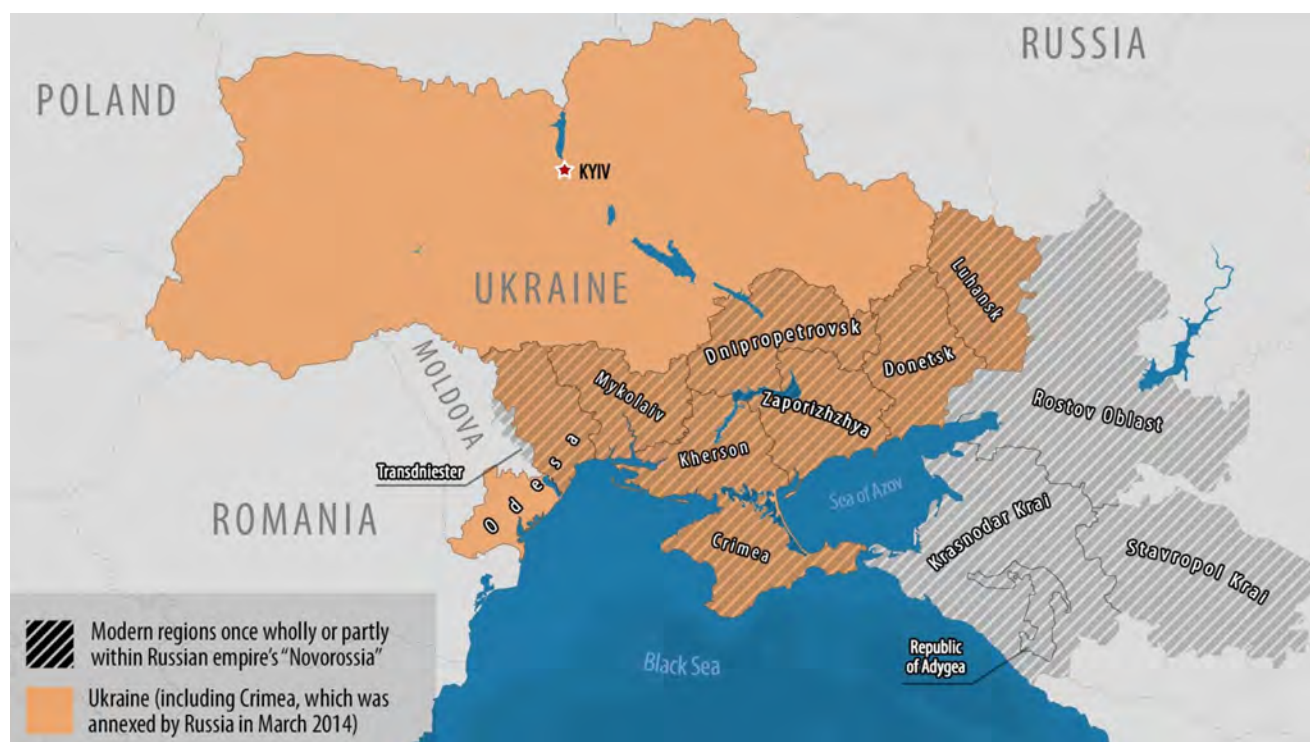 RUSSIA
POLAND
KYIV
UKRAINE
Luhansk
Dnipropetrovsk
Donetsk
MOLDOVA
Mykolaiv
Zaporizhzhya
Rostov Oblast
Kherson
Transdniester
Odesa
Sea of Azov
ROMANIA
Crimea
Krasnodar Krai
Stavropol Krai
Modern regions once wholly or partly
within Russian empire's "Novorossia"
Black Sea
Republic
of Adygea
Ukraine (including Crimea, which was
annexed by Russia in March 2014)